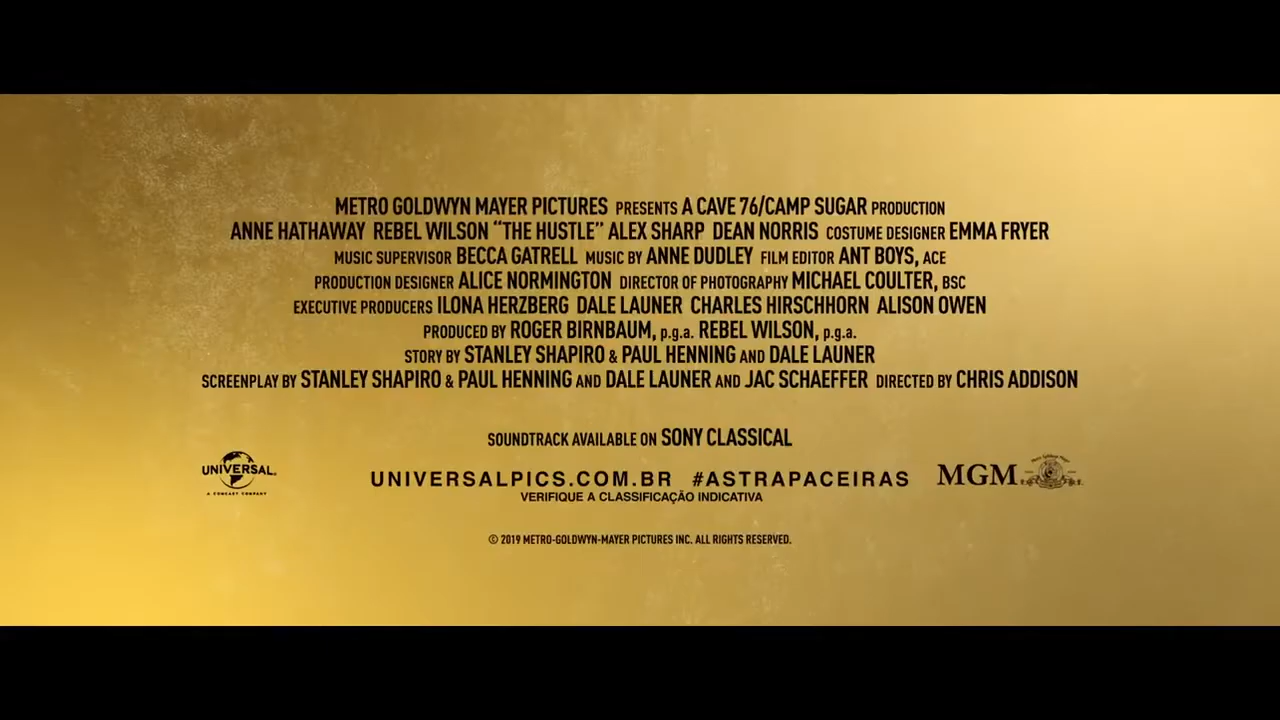 METRO GOLDWYN MAYER PICTURES PRESENTS A CAVE 76/CAMP SUGAR PRODUCTION
ANNE HATHAWAY REBEL WILSON “THE HUSTLE” ALEX SHARP DEAN NORRIS COSTUME DESIGNER EMMA FRYER
MUSIC SUPERVISOR BECCA GATRELL MUSIC BY ANNE DUDLEY FILM EDITOR ANT BOYS, ACE
PRODUCTION DESIGNER ALICE NORMINGTON DIRECTOR OF PHOTOGRAPHY MICHAEL COULTER, BSC
EXECUTIVE PRODUCERS ILONA HERZBERG DALE LAUNER CHARLES HIRSCHHORN ALISON OWEN
PRODUCED BY ROGER BIRNBAUM, p.g.a. REBEL WILSON, p.g.a.
STORY BY STANLEY SHAPIRO & PAUL HENNING AND DALE LAUNER
SCREENPLAY BY STANLEY SHAPIRO & PAUL HENNING AND DALE LAUNER AND JAC SCHAEFFER DIRECTED BY CHRIS ADDISON
SOUNDTRACK AVAILABLE ON SONY CLASSICAL
UNIVERSAL
A COMCAST COMPANY
UNIVERSALPICS.COM.BR #ASTRAPACEIRAS
VERIFIQUE A CLASSIFICAÇÃO INDICATIVA
MGM
© 2019 METRO-GOLDWYN-MAYER PICTURES INC. ALL RIGHTS RESERVED.